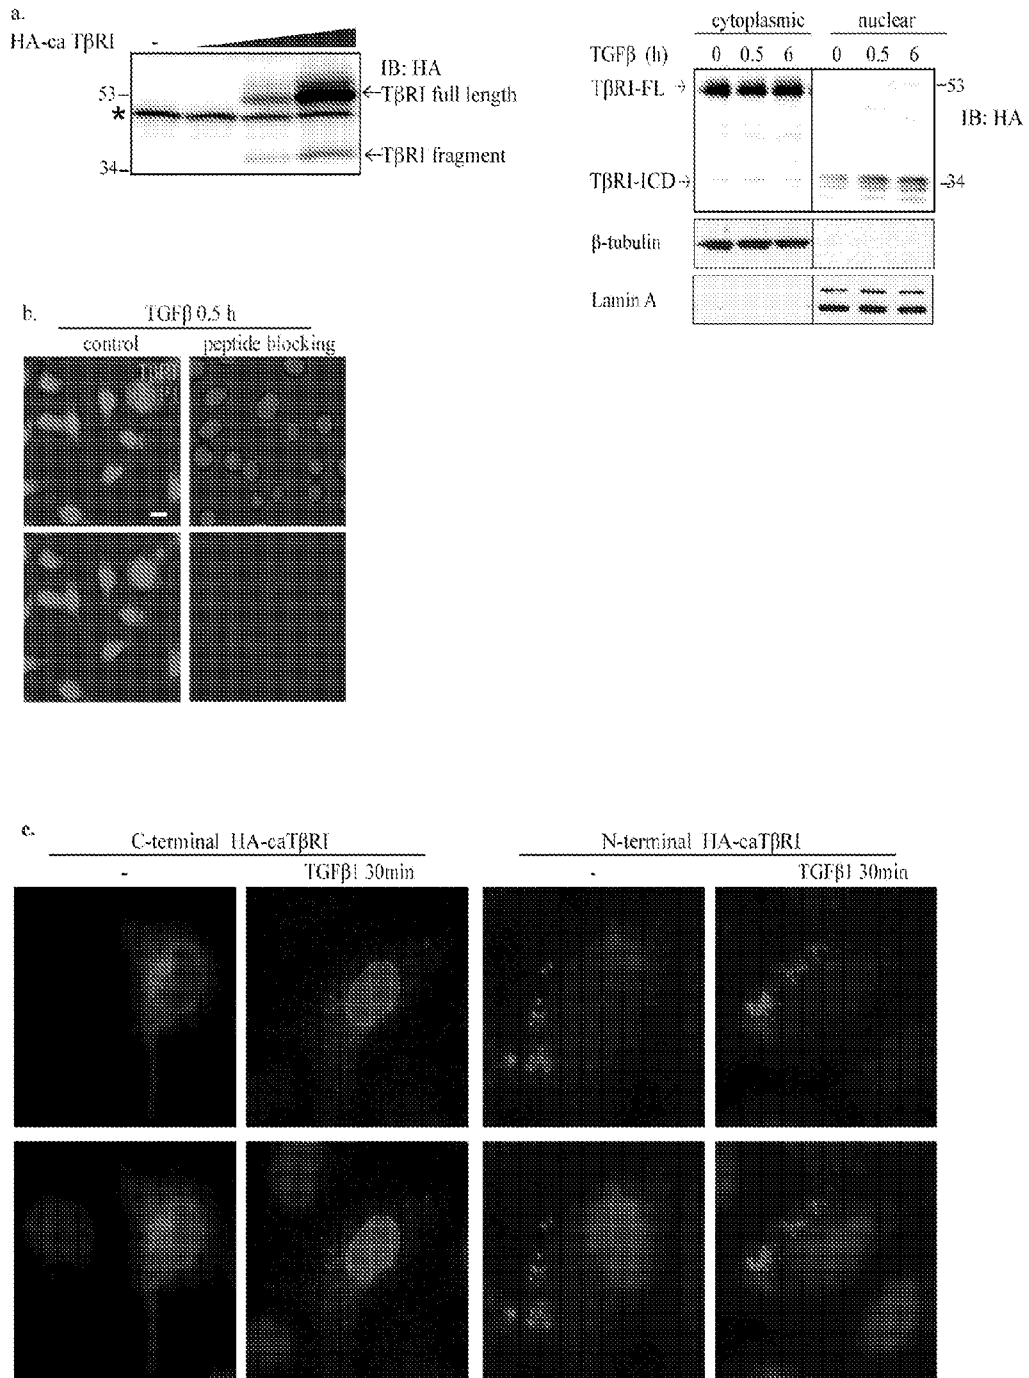 a.
HA-ca TβRI
-
IB: HA
53
←TβRI full length
*
←TβRI fragment
34
cytoplasmic nuclear
TGFβ (h) 0 0.5 6 0 0.5 6
TβRI-FL →
53
IB: HA
TβRI-ICD→
34
β-tubulin
Lamin A
b.
TGFβ 0.5 h
control peptide blocking
c.
C-terminal HA-caTβRI N-terminal HA-caTβRI
- TGFβ1 30min - TGFβ1 30min